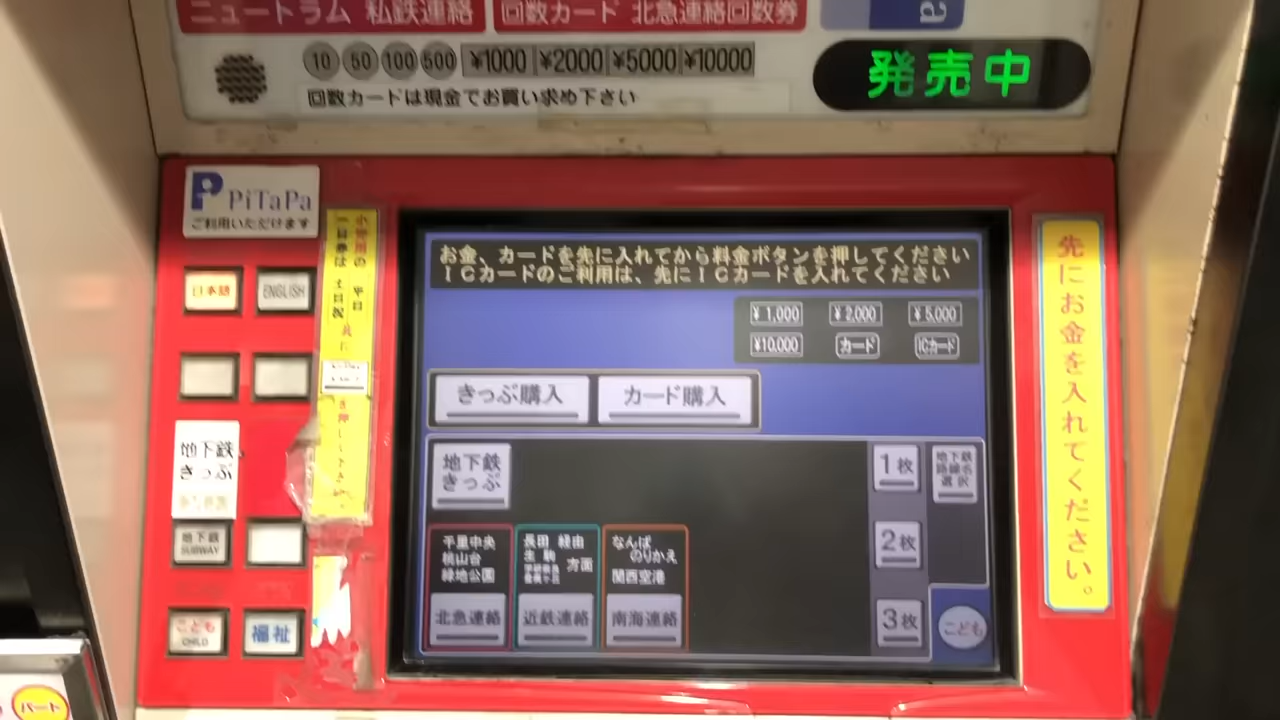 ニュートラム 私鉄連絡
回数カード 北急連絡回数券
a
10 50 100 500 ¥1000 ¥2000 ¥5000 ¥10000
回数カードは現金でお買い求め下さい
発売中
PiTaPa
ご利用いただけます
日本語
ENGLISH
地下鉄
きっぷ
地下鉄
SUBWAY
こども
CHILD
福祉
お金、カードを先に入れてから料金ボタンを押してください
ICカードのご利用は、先にICカードを入れてください
¥1,000
¥2,000
¥5,000
¥10,000
カード
ICカード
きっぷ購入
カード購入
地下鉄
きっぷ
1枚
地下鉄
路線名
選択
2枚
3枚
こども
千里中央
桃山台
緑地公園
北急連絡
長田 経由
生駒
方面
近鉄連絡
なんば
のりかえ
関西空港
南海連絡
先にお金を入れてください。
パート